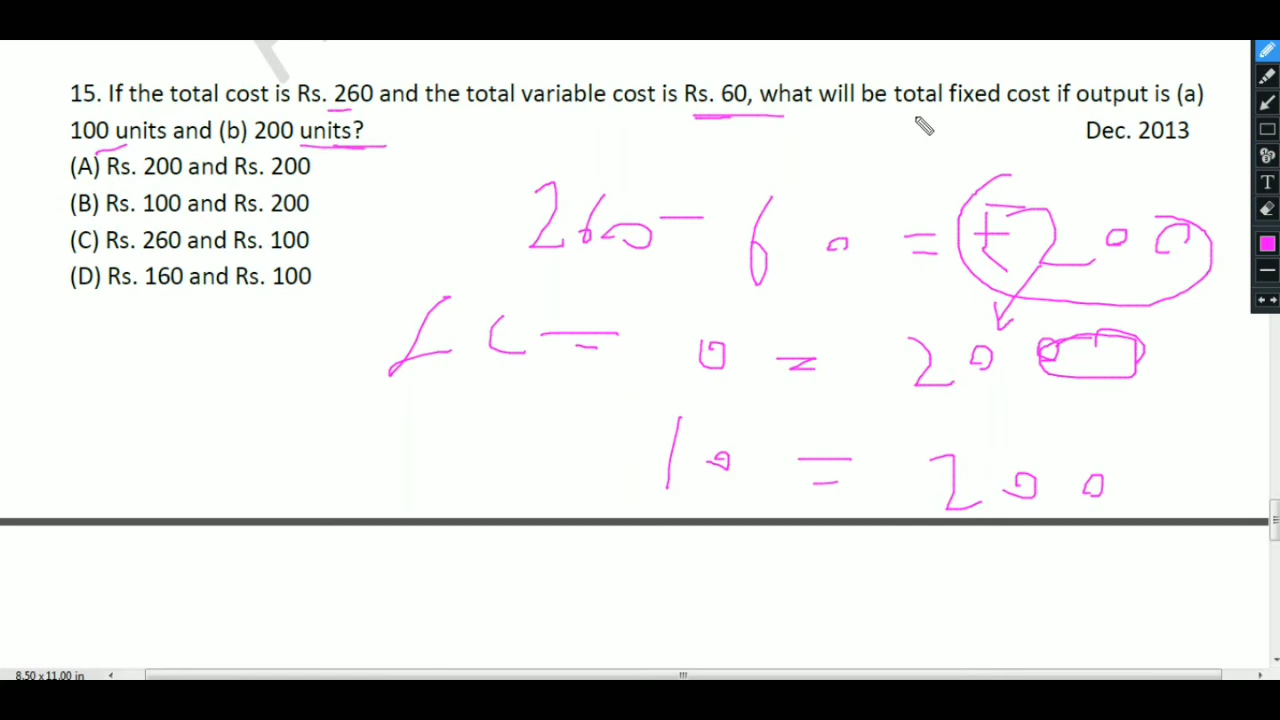 15. If the total cost is Rs. 260 and the total variable cost is Rs. 60, what will be total fixed cost if output is (a)
100 units and (b) 200 units? Dec. 2013
(A) Rs. 200 and Rs. 200
(B) Rs. 100 and Rs. 200
(C) Rs. 260 and Rs. 100
(D) Rs. 160 and Rs. 100
260 - 60 = 200
FC = 0 = 200
10 = 200
T
8.50 x 11.00 in